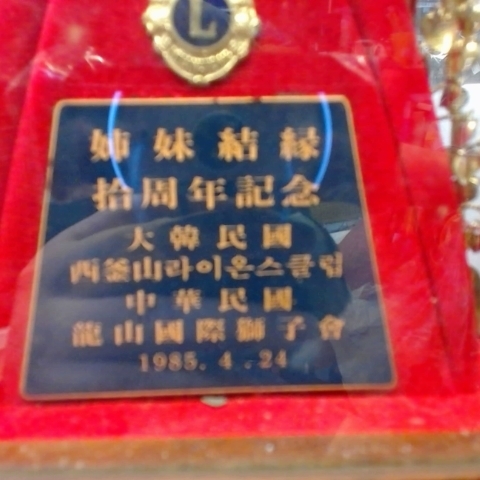 L
姉妹結縁
拾周年記念
大韓民國
西釜山라이온스클럽
中華民國
龍山國際獅子會
1985. 4. 24